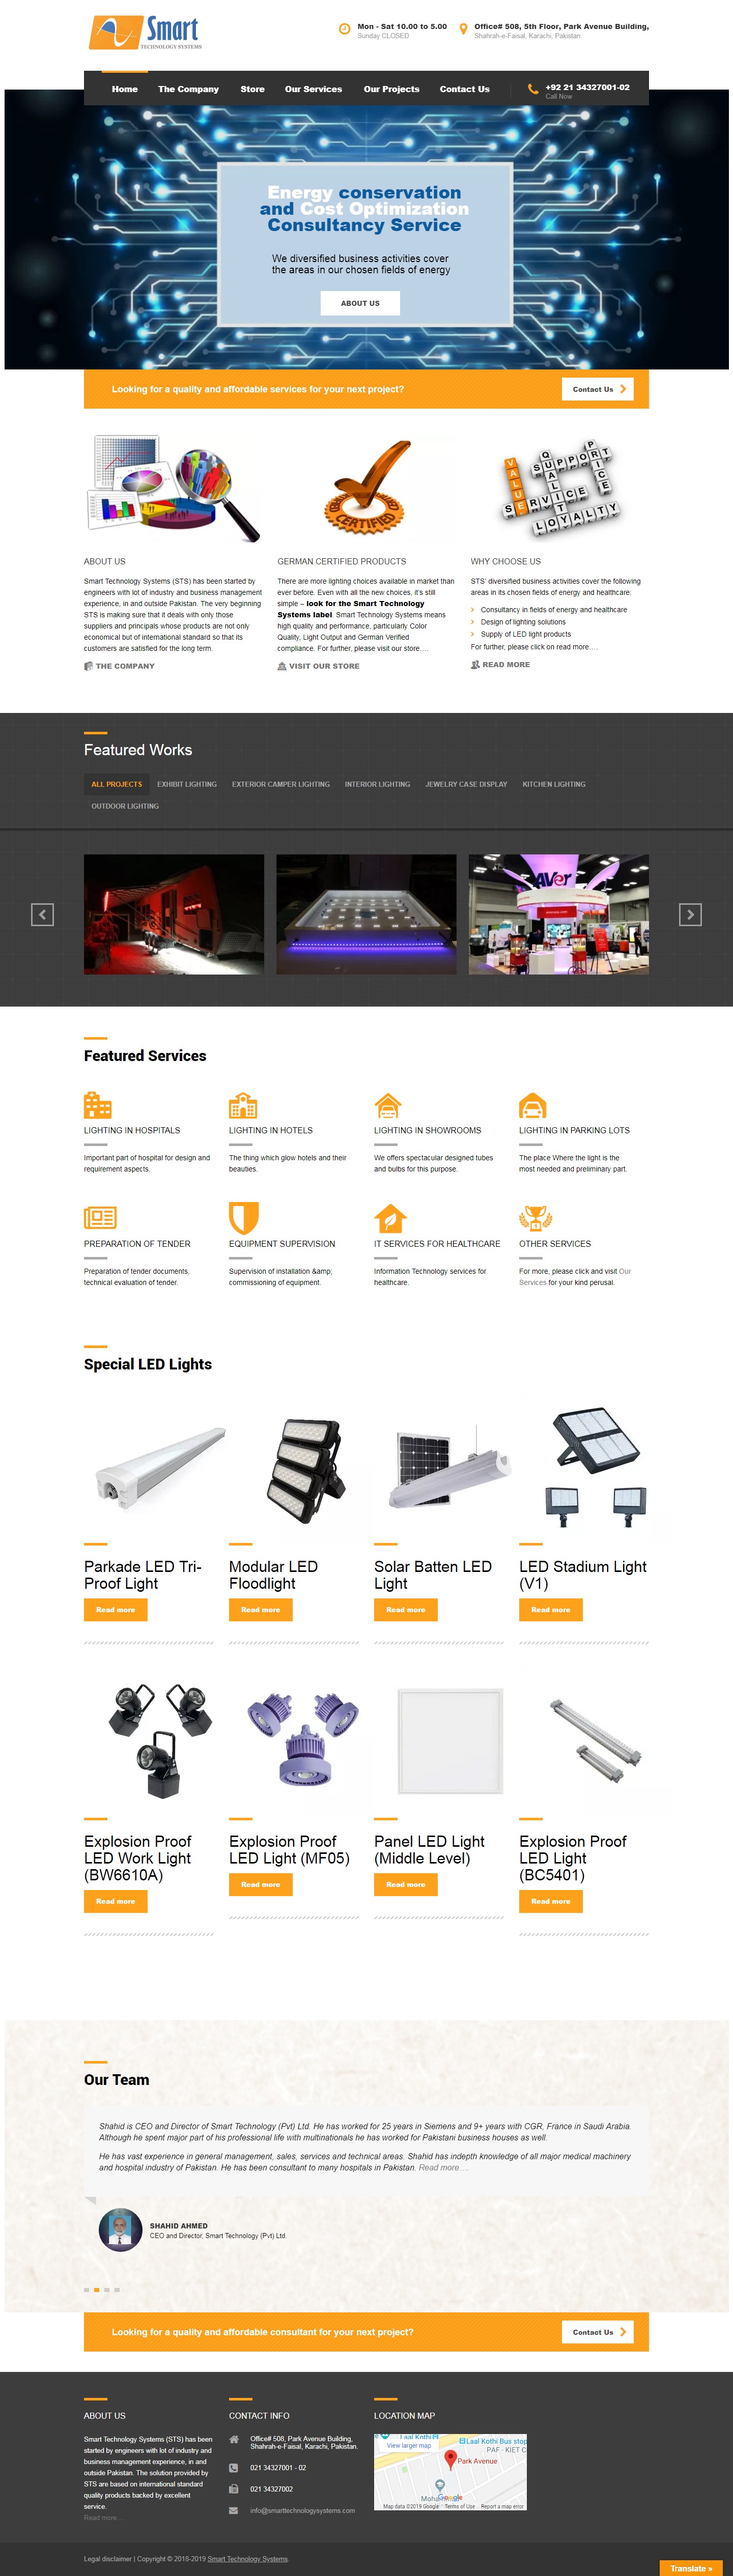 Smart
TECHNOLOGY SYSTEMS
Mon - Sat 10.00 to 5.00
Sunday CLOSED
Office# 508, 5th Floor, Park Avenue Building,
Shahrah-e-Faisal, Karachi, Pakistan
Home The Company Store Our Services Our Projects Contact Us
+92 21 34327001-02
Call Now
Energy conservation
and Cost Optimization
Consultancy Service
We diversified business activities cover
the areas in our chosen fields of energy
ABOUT US
Looking for a quality and affordable services for your next project?
Contact Us
CERTIFIED
VALUES
QUALITY
SUPPORT
PRICE
SERVICE
LOYALTY
ABOUT US
Smart Technology Systems (STS) has been started by
engineers with lot of industry and business management
experience, in and outside Pakistan. The very beginning
STS is making sure that it deals with only those
suppliers and principals whose products are not only
economical but of international standard so that its
customers are satisfied for the long term.
THE COMPANY
GERMAN CERTIFIED PRODUCTS
There are more lighting choices available in market than
ever before. Even with all the new choices, it's still
simple – look for the Smart Technology
Systems label. Smart Technology Systems means
high quality and performance, particularly Color
Quality, Light Output and German Verified
compliance. For further, please visit our store....
VISIT OUR STORE
WHY CHOOSE US
STS' diversified business activities cover the following
areas in its chosen fields of energy and healthcare:
Consultancy in fields of energy and healthcare
Design of lighting solutions
Supply of LED light products
For further, please click on read more....
READ MORE
Featured Works
ALL PROJECTS EXHIBIT LIGHTING EXTERIOR CAMPER LIGHTING INTERIOR LIGHTING JEWELRY CASE DISPLAY KITCHEN LIGHTING
OUTDOOR LIGHTING
AVer
Featured Services
LIGHTING IN HOSPITALS
Important part of hospital for design and
requirement aspects.
LIGHTING IN HOTELS
The thing which glow hotels and their
beauties.
LIGHTING IN SHOWROOMS
We offers spectacular designed tubes
and bulbs for this purpose.
LIGHTING IN PARKING LOTS
The place Where the light is the
most needed and preliminary part.
PREPARATION OF TENDER
Preparation of tender documents,
technical evaluation of tender.
EQUIPMENT SUPERVISION
Supervision of installation &amp;
commissioning of equipment.
IT SERVICES FOR HEALTHCARE
Information Technology services for
healthcare.
OTHER SERVICES
For more, please click and visit Our
Services for your kind perusal.
Special LED Lights
Parkade LED Tri-
Proof Light
Read more
Modular LED
Floodlight
Read more
Solar Batten LED
Light
Read more
LED Stadium Light
(V1)
Read more
Explosion Proof
LED Work Light
(BW6610A)
Read more
Explosion Proof
LED Light (MF05)
Read more
Panel LED Light
(Middle Level)
Read more
Explosion Proof
LED Light
(BC5401)
Read more
Our Team
Shahid is CEO and Director of Smart Technology (Pvt) Ltd. He has worked for 25 years in Siemens and 9+ years with CGR, France in Saudi Arabia.
Although he spent major part of his professional life with multinationals he has worked for Pakistani business houses as well.
He has vast experience in general management, sales, services and technical areas. Shahid has indepth knowledge of all major medical machinery
and hospital industry of Pakistan. He has been consultant to many hospitals in Pakistan. Read more....
SHAHID AHMED
CEO and Director, Smart Technology (Pvt) Ltd.
Looking for a quality and affordable consultant for your next project?
Contact Us
ABOUT US
Smart Technology Systems (STS) has been
started by engineers with lot of industry and
business management experience, in and
outside Pakistan. The solution provided by
STS are based on international standard
quality products backed by excellent
service.
Read more....
CONTACT INFO
Office# 508, Park Avenue Building,
Shahrah-e-Faisal, Karachi, Pakistan.
021 34327001 - 02
021 34327002
info@smarttechnologysystems.com
LOCATION MAP
Laal Kothi
View larger map
Laal Kothi Bus stop
PAF - KIET C
Park Avenue
Google
Map data ©2019 Google Terms of Use Report a map error
Legal disclaimer | Copyright © 2018-2019 Smart Technology Systems.
Translate »